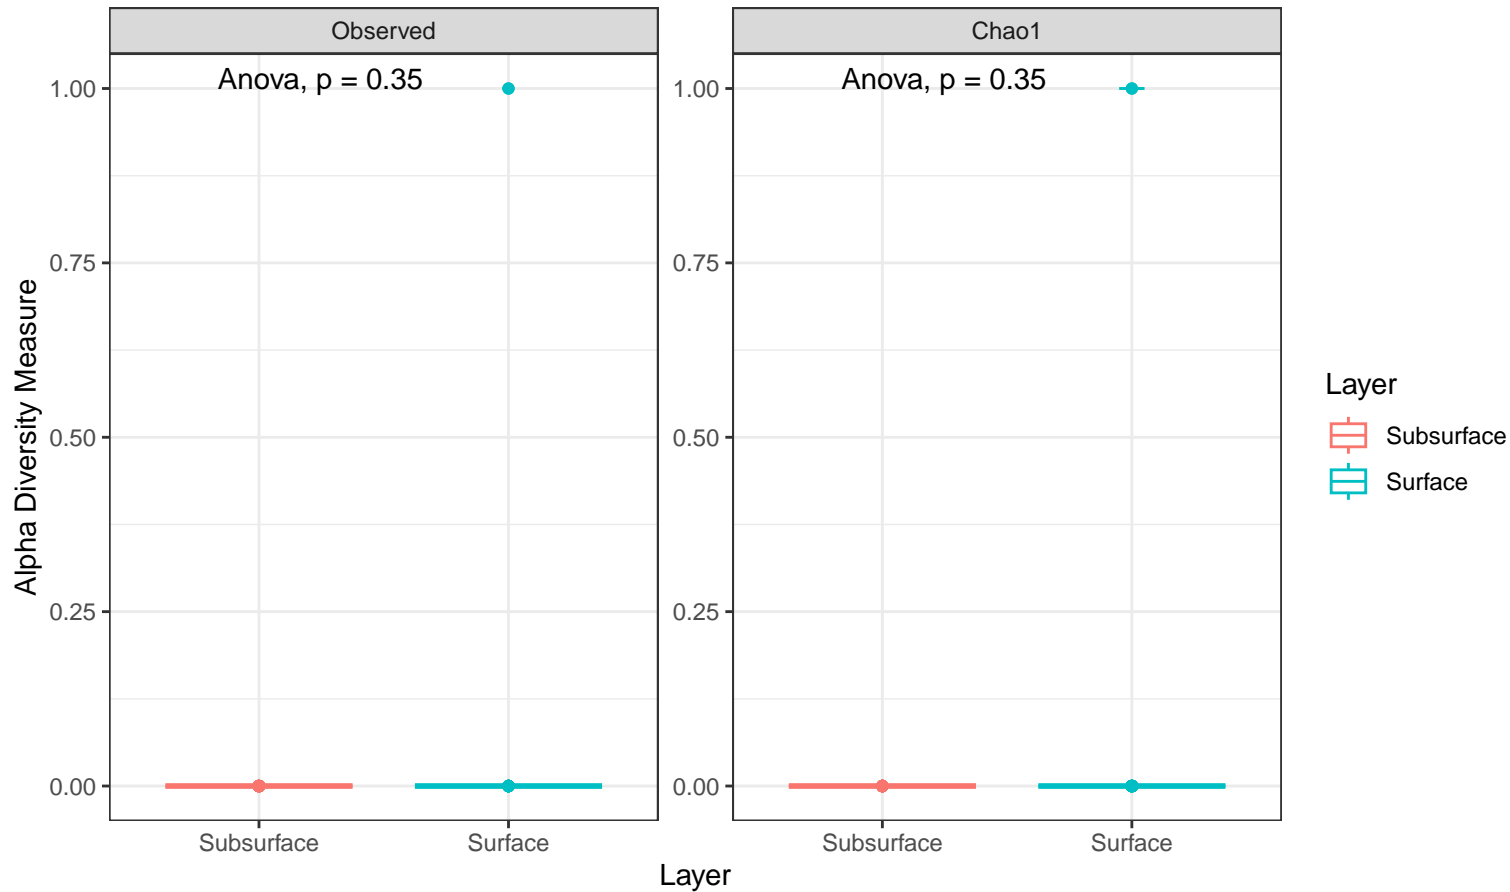 Observed
Chao1
Anova, p = 0.35
Anova, p = 0.35
1.00
0.75
0.50
0.25
0.00
1.00
0.75
0.50
0.25
0.00
Alpha Diversity Measure
Subsurface
Surface
Subsurface
Surface
Layer
Layer
Subsurface
Surface